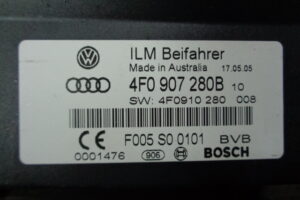 ILM Beifahrer
Made in Australia 17.05.05
4F0 907 280B 10
SW: 4F0910 280 008
CE F005 S0 0101 BVB
0001476 906 BOSCH